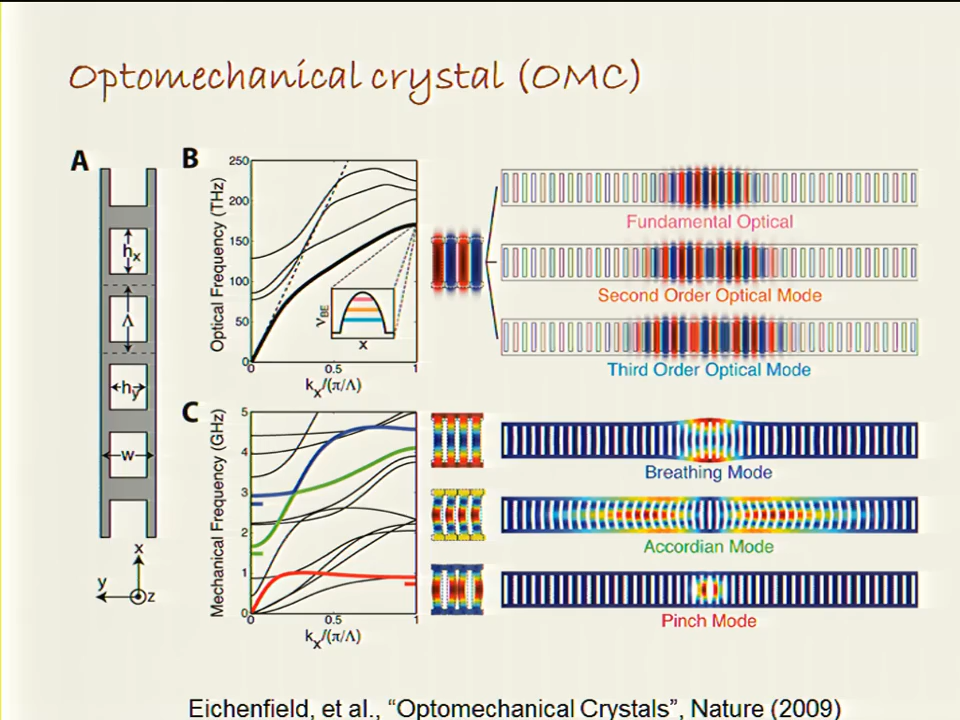 Optomechanical crystal (OMC)
A
hx
Λ
hy
w
x
y
z
B
Optical Frequency (THz)
250
200
150
100
50
0
νBE
x
0
0.5
1
kx/(π/Λ)
Fundamental Optical
Second Order Optical Mode
Third Order Optical Mode
C
Mechanical Frequency (GHz)
5
4
3
2
1
0
0
0.5
1
kx/(π/Λ)
Breathing Mode
Accordian Mode
Pinch Mode
Eichenfield, et al., “Optomechanical Crystals”, Nature (2009)